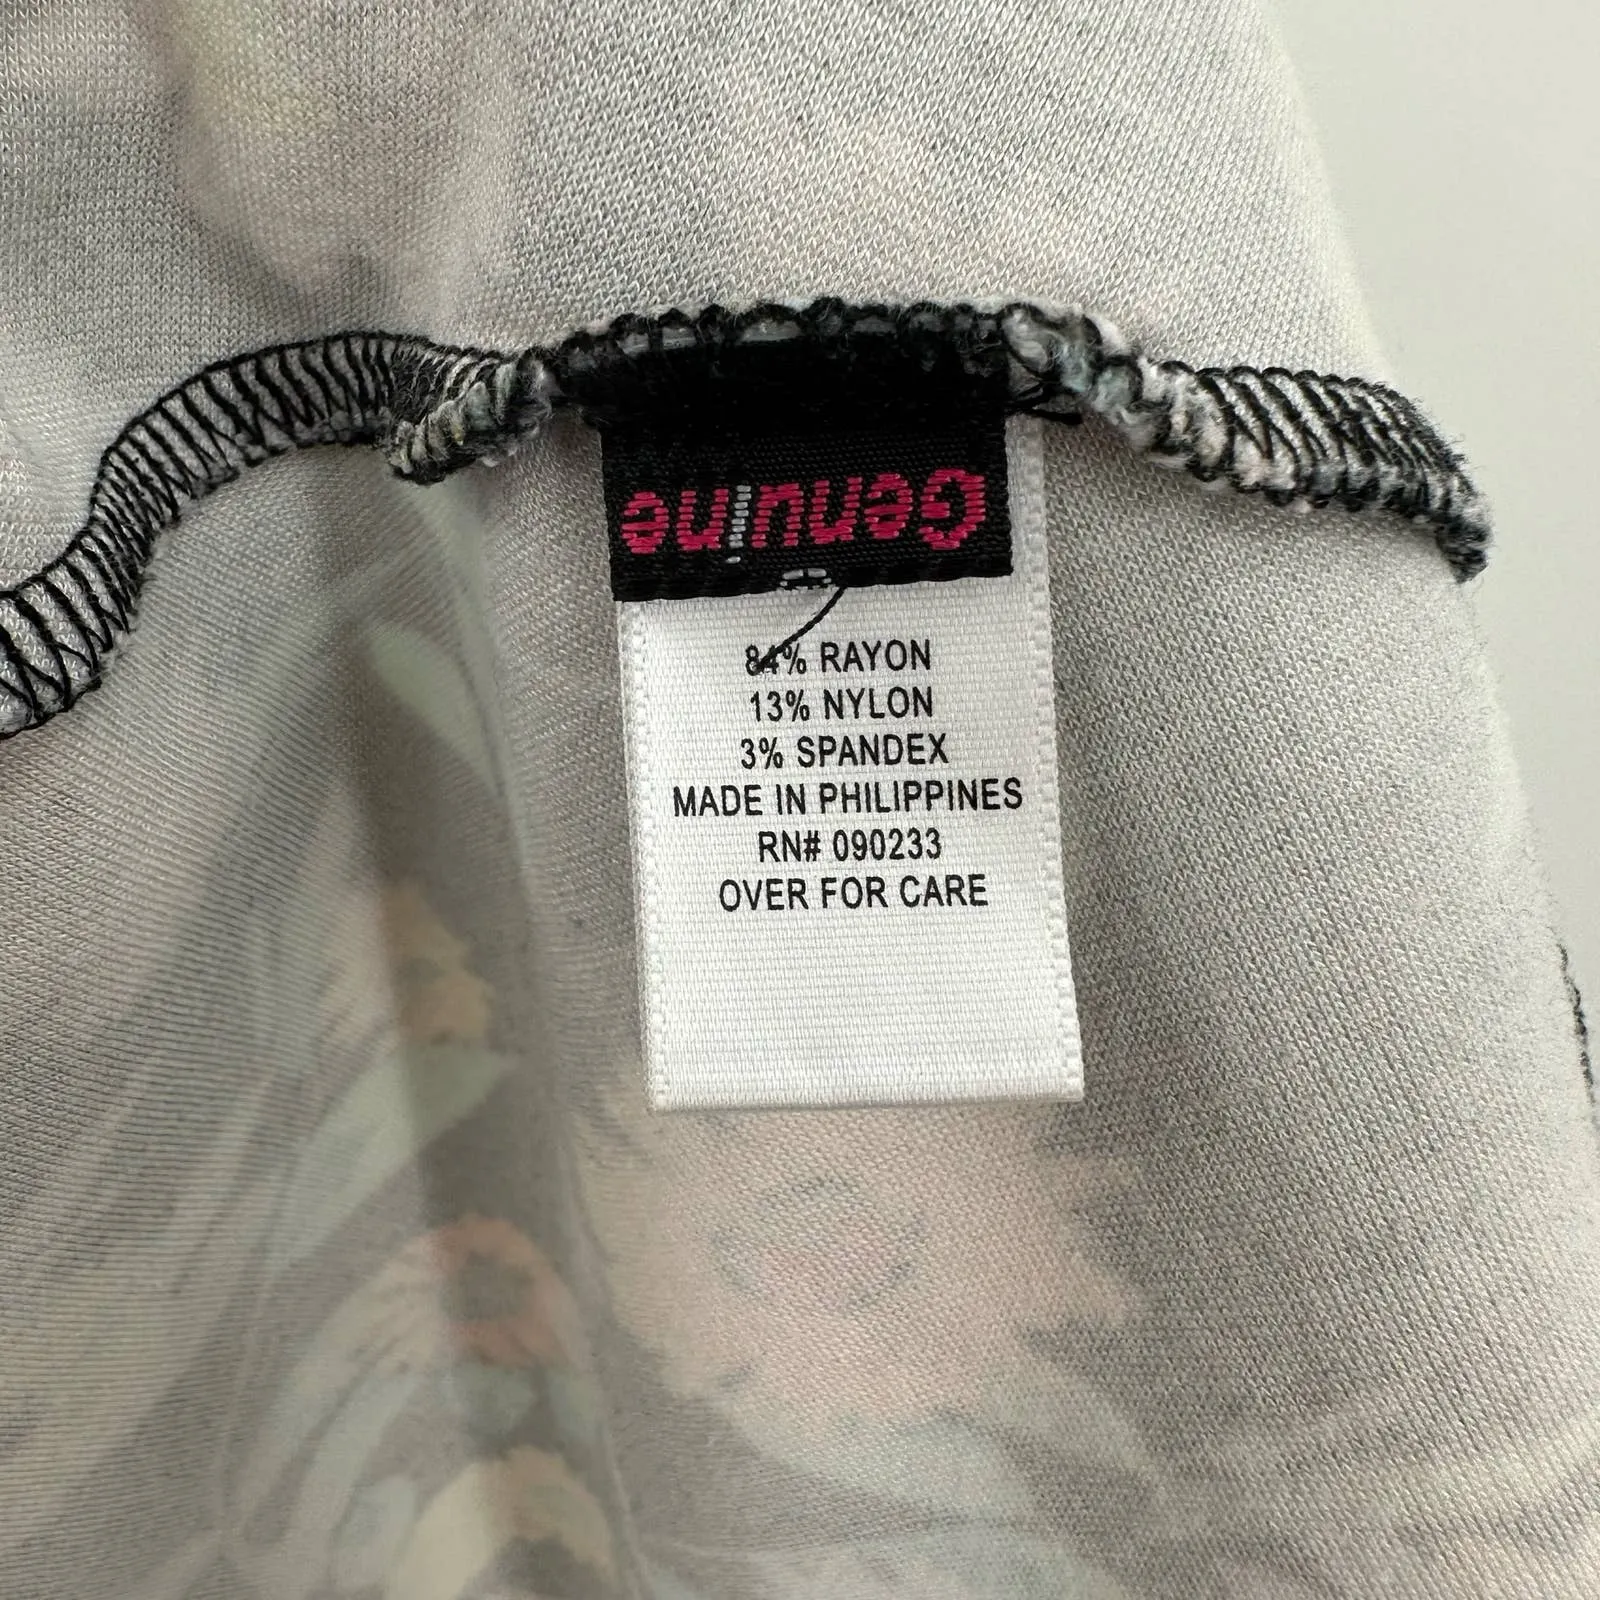 Genuine
84% RAYON
13% NYLON
3% SPANDEX
MADE IN PHILIPPINES
RN# 090233
OVER FOR CARE